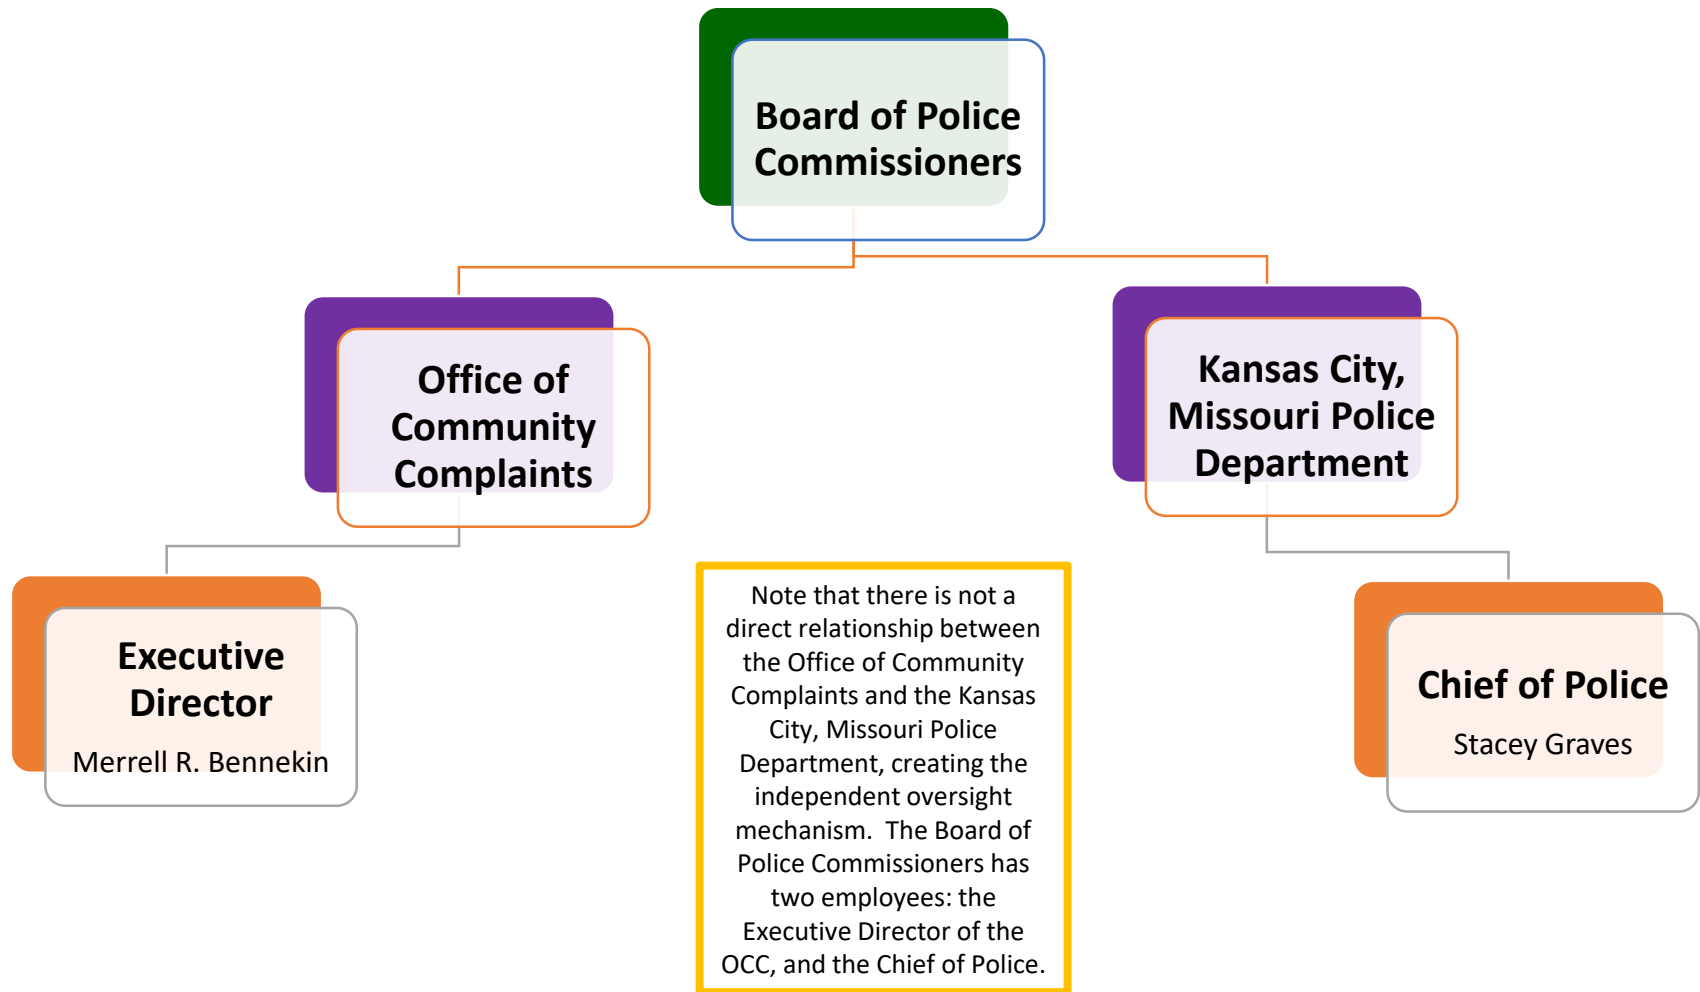 Board of Police
Commissioners
Office of
Community
Complaints
Kansas City,
Missouri Police
Department
Executive
Director
Merrell R. Bennekin
Note that there is not a
direct relationship between
the Office of Community
Complaints and the Kansas
City, Missouri Police
Department, creating the
independent oversight
mechanism.  The Board of
Police Commissioners has
two employees: the
Executive Director of the
OCC, and the Chief of Police.
Chief of Police
Stacey Graves